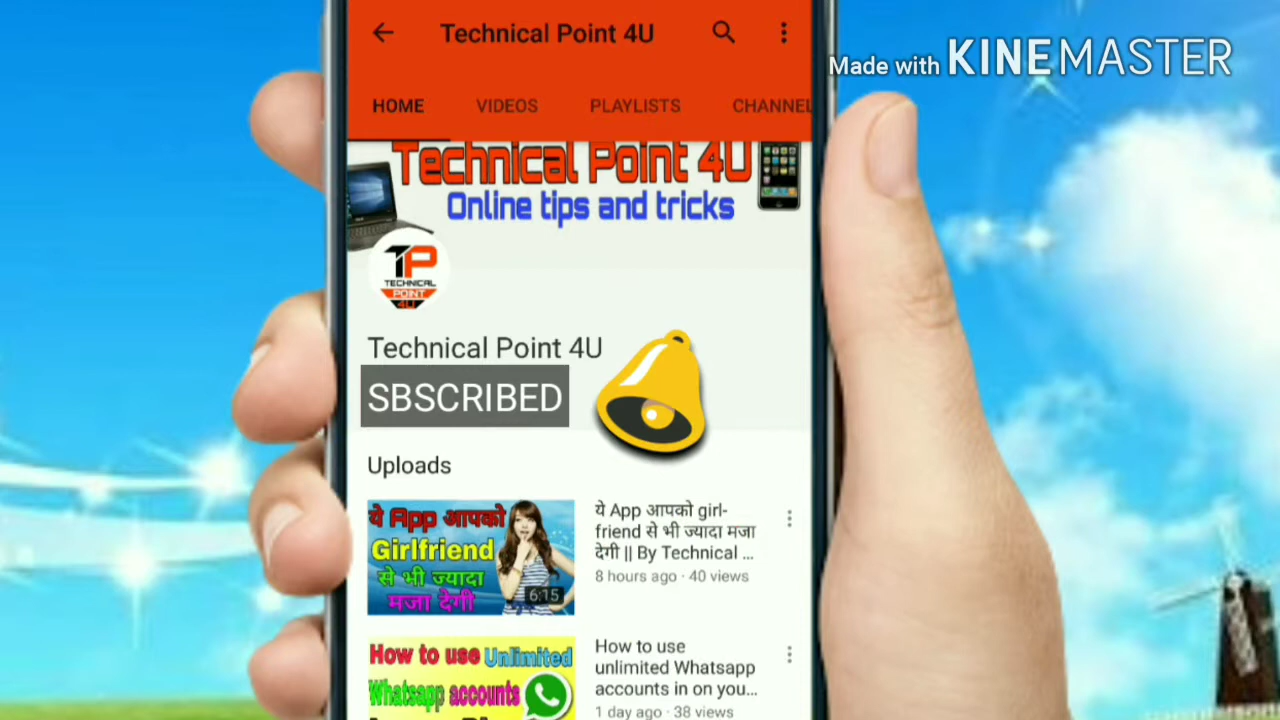 Technical Point 4U
Made with KINEMASTER
HOME VIDEOS PLAYLISTS CHANNEL
Technical Point 4U
Online tips and tricks
TP
TECHNICAL
POINT
4U
Technical Point 4U
SBSCRIBED
Uploads
ये App आपको
Girlfriend
से भी ज्यादा
मजा देगी
6:15
ये App आपको girl-
friend से भी ज्यादा मजा
देगी || By Technical ...
8 hours ago · 40 views
How to use Unlimited
Whatsapp accounts
How to use
unlimited Whatsapp
accounts in on you...
1 day ago · 38 views